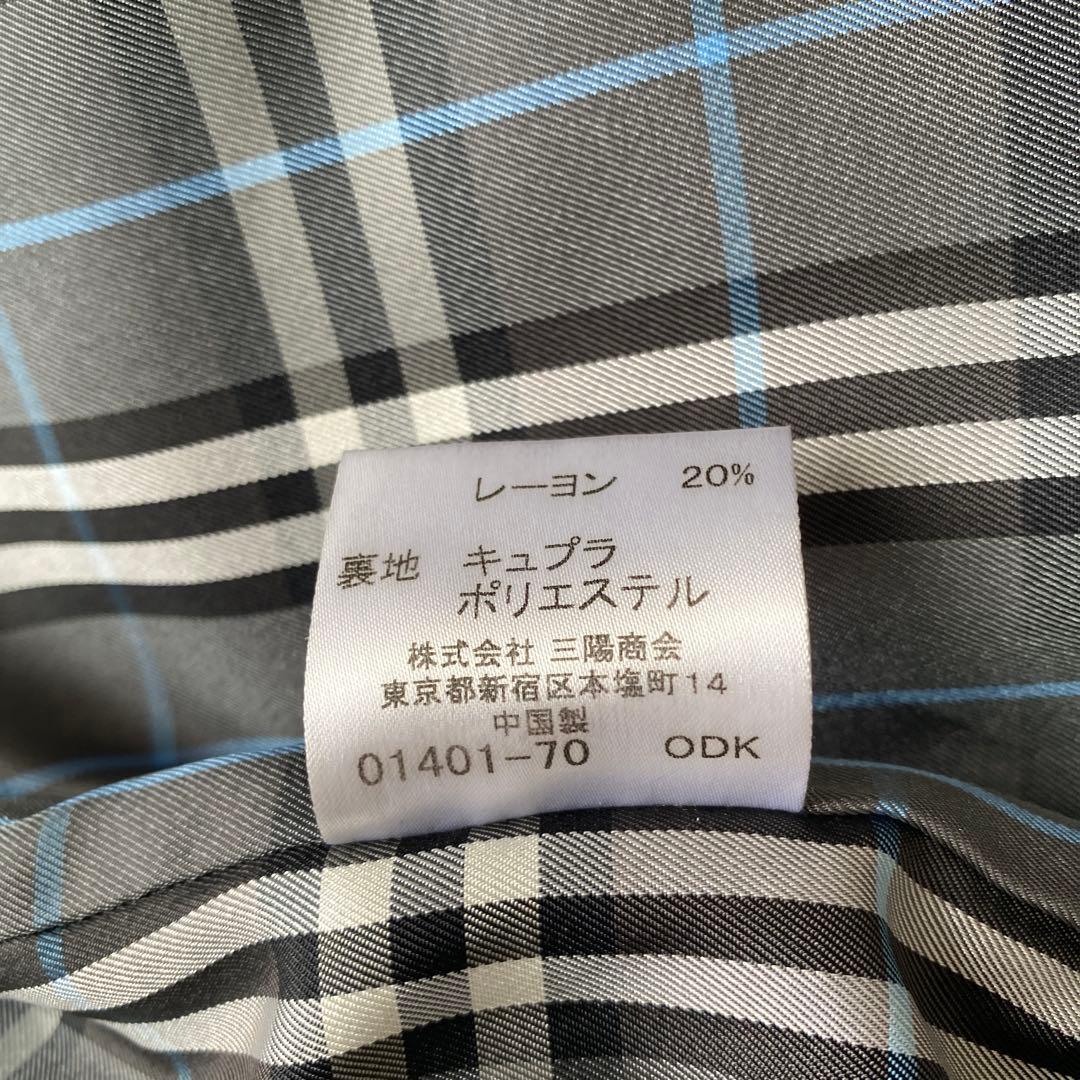 レーヨン 20%
裏地 キュプラ
ポリエステル
株式会社 三陽商会
東京都新宿区本塩町14
中国製
01401-70 ODK